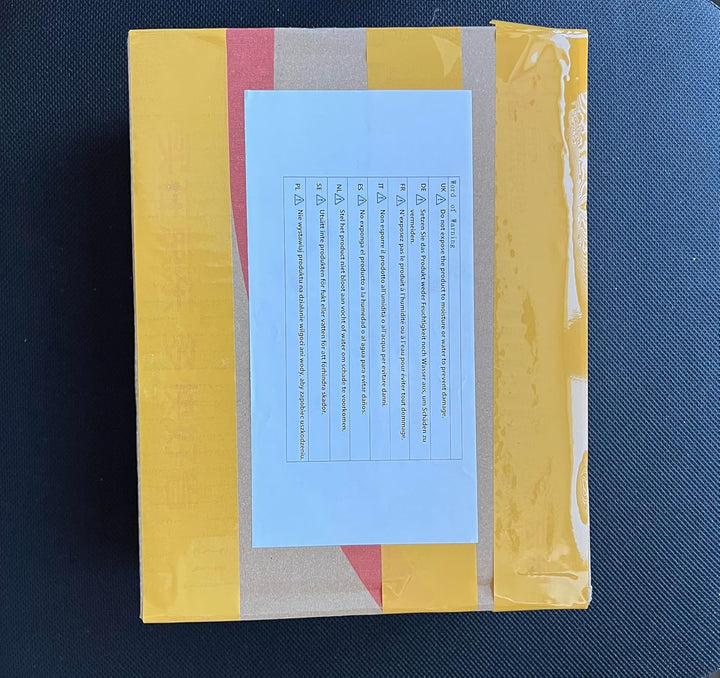 Word of Warning
UK ⚠ Do not expose the product to moisture or water to prevent damage.
DE ⚠ Setzen Sie das Produkt weder Feuchtigkeit noch Wasser aus, um Schäden zu
vermeiden.
FR ⚠ N'exposez pas le produit à l'humidité ou à l'eau pour éviter tout dommage.
IT ⚠ Non esporre il prodotto all'umidità o all'acqua per evitare danni.
ES ⚠ No exponga el producto a la humedad o al agua para evitar daños.
NL ⚠ Stel het product niet bloot aan vocht of water om schade te voorkomen.
SE ⚠ Utsätt inte produkten för fukt eller vatten för att förhindra skador.
PL ⚠ Nie wystawiaj produktu na działanie wilgoci ani wody, aby zapobiec uszkodzeniu.